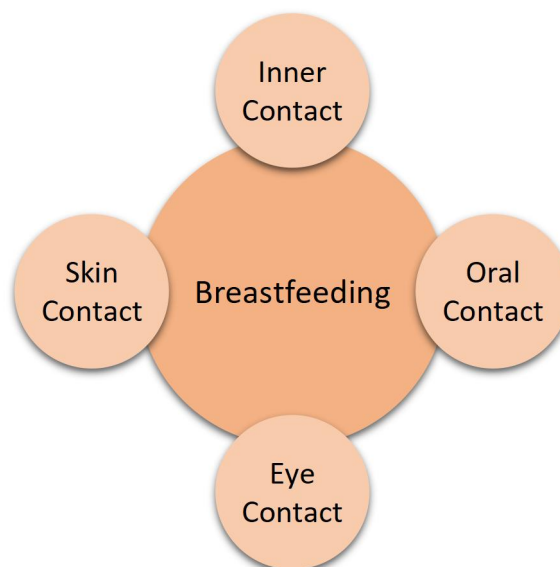 Inner
Contact
Skin
Contact
Breastfeeding
Oral
Contact
Eye
Contact